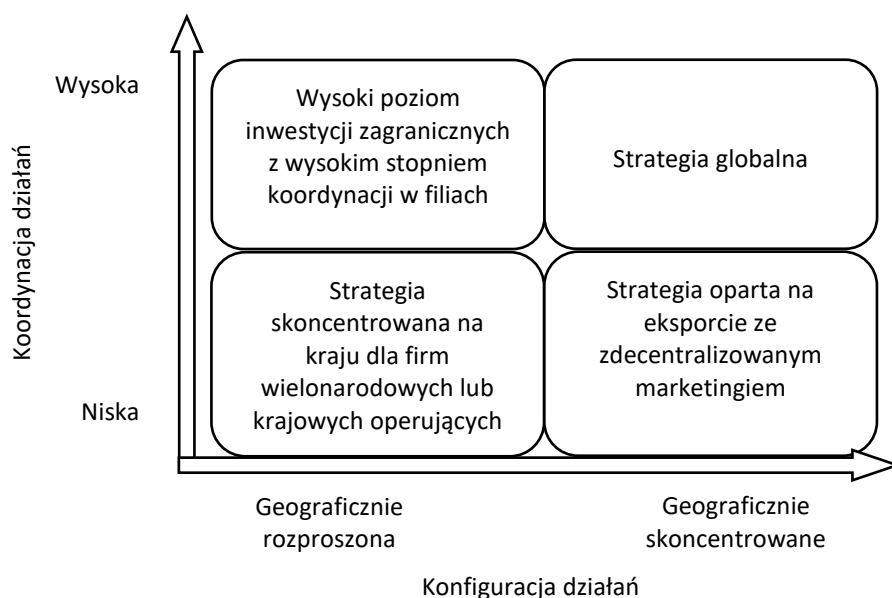 Koordynacja działań
Wysoka
Wysoki poziom
inwestycji zagranicznych
z wysokim stopniem
koordynacji w filiach
Strategia globalna
Niska
Strategia
skoncentrowana na
kraju dla firm
wielonarodowych lub
krajowych operujących
Strategia oparta na
eksporcie ze
zdecentralizowanym
marketingiem
Geograficznie
rozproszona
Geograficznie
skoncentrowane
Konfiguracja działań